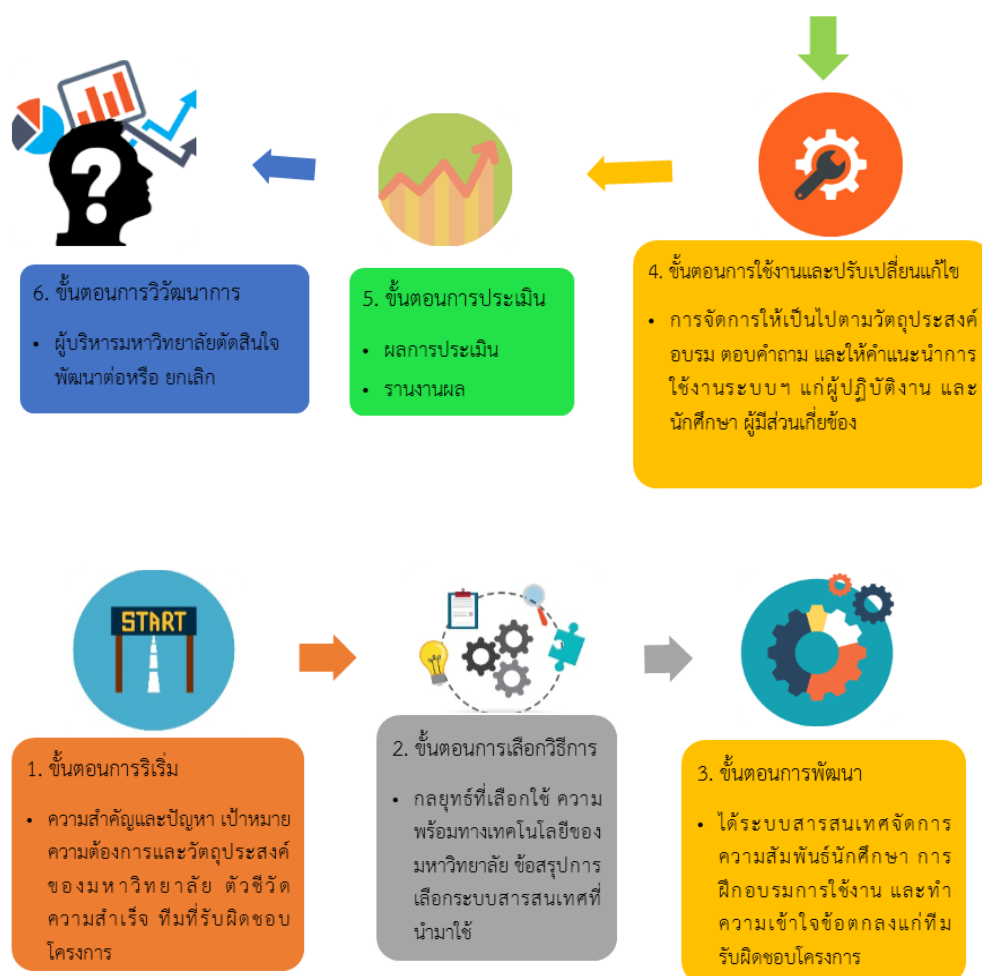 6. ขั้นตอนการวิวัฒนาการ
• ผู้บริหารมหาวิทยาลัยตัดสินใจ
พัฒนาต่อหรือ ยกเลิก
5. ขั้นตอนการประเมิน
• ผลการประเมิน
• รานงานผล
4. ขั้นตอนการใช้งานและปรับเปลี่ยนแก้ไข
• การจัดการให้เป็นไปตามวัตถุประสงค์
อบรม ตอบคำถาม และให้คำแนะนำการ
ใช้งานระบบฯ แก่ผู้ปฏิบัติงาน และ
นักศึกษา ผู้มีส่วนเกี่ยข้อง
START
1. ขั้นตอนการริเริ่ม
• ความสำคัญและปัญหา เป้าหมาย
ความต้องการและวัตถุประสงค์
ของมหาวิทยาลัย ตัวชี้วัด
ความสำเร็จ ทีมที่รับผิดชอบ
โครงการ
2. ขั้นตอนการเลือกวิธีการ
• กลยุทธ์ที่เลือกใช้ ความ
พร้อมทางเทคโนโลยีของ
มหาวิทยาลัย ข้อสรุปการ
เลือกระบบสารสนเทศที่
นำมาใช้
3. ขั้นตอนการพัฒนา
• ได้ระบบสารสนเทศจัดการ
ความสัมพันธ์นักศึกษา การ
ฝึกอบรมการใช้งาน และทำ
ความเข้าใจข้อตกลงแก่ทีม
รับผิดชอบโครงการ